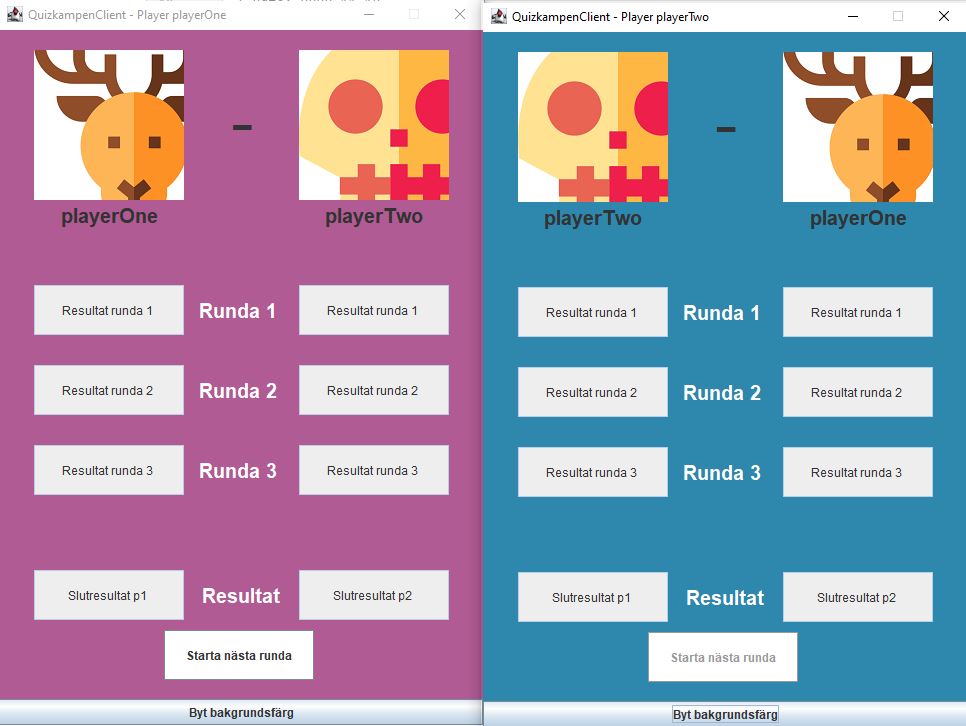 QuizkampenClient - Player playerOne
playerOne
-
playerTwo
Resultat runda 1
Runda 1
Resultat runda 1
Resultat runda 2
Runda 2
Resultat runda 2
Resultat runda 3
Runda 3
Resultat runda 3
Slutresultat p1
Resultat
Slutresultat p2
Starta nästa runda
Byt bakgrundsfärg
QuizkampenClient - Player playerTwo
playerTwo
-
playerOne
Resultat runda 1
Runda 1
Resultat runda 1
Resultat runda 2
Runda 2
Resultat runda 2
Resultat runda 3
Runda 3
Resultat runda 3
Slutresultat p1
Resultat
Slutresultat p2
Starta nästa runda
Byt bakgrundsfärg